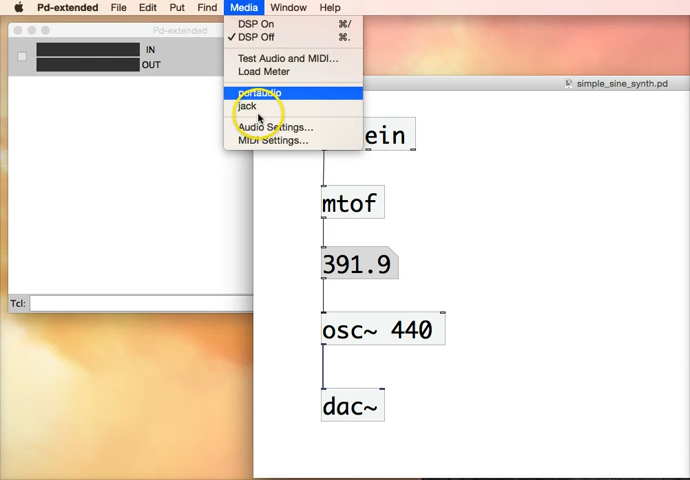 Pd-extended File Edit Put Find Media Window Help
Pd-extended
IN
OUT
DSP On ⌘/
✓ DSP Off ⌘.
Test Audio and MIDI...
Load Meter
portaudio
jack
Audio Settings...
MIDI Settings...
Tcl:
simple_sine_synth.pd
ein
mtof
391.9
osc~ 440
dac~